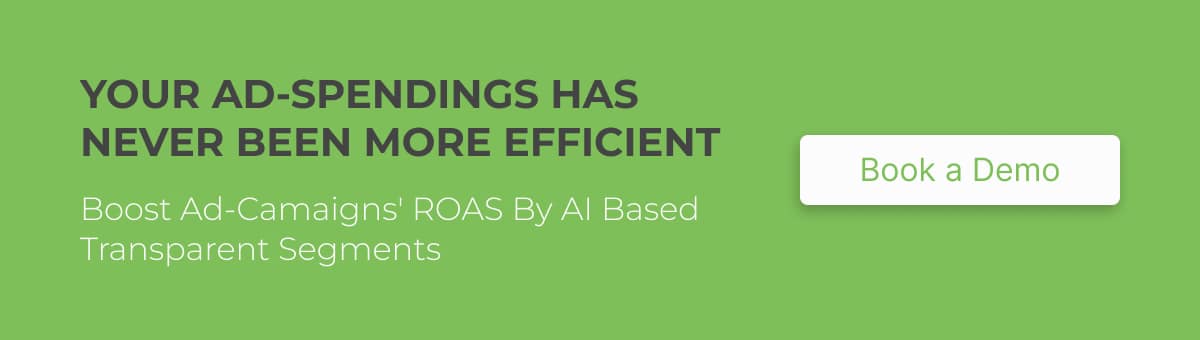 YOUR AD-SPENDINGS HAS
NEVER BEEN MORE EFFICIENT
Boost Ad-Camaigns' ROAS By AI Based
Transparent Segments
Book a Demo